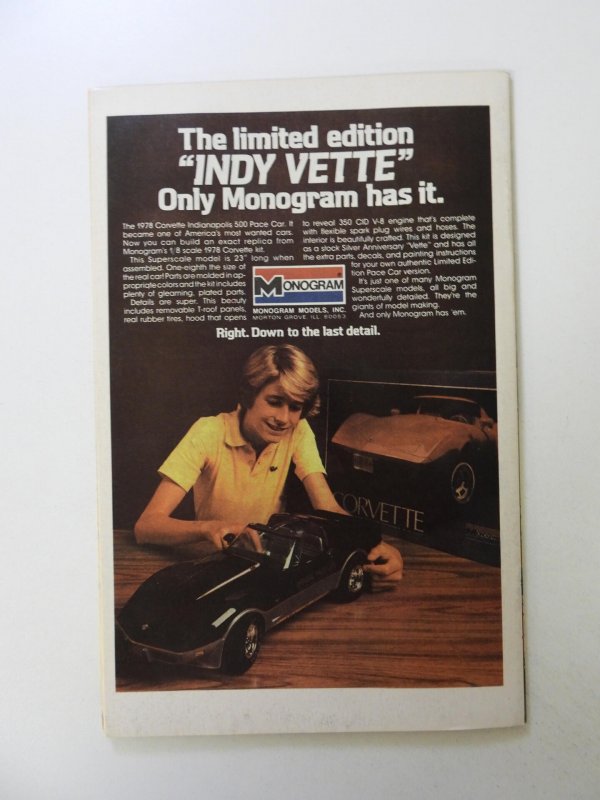 The limited edition
“INDY VETTE”
Only Monogram has it.
The 1978 Corvette Indianapolis 500 Pace Car. It
became one of America's most wanted cars.
Now you can build an exact replica from
Monogram's 1/8 scale 1978 Corvette kit.
This Superscale model is 23" long when
assembled. One-eighth the size of
the real car! Parts are molded in ap-
propriate colors and the kit includes
plenty of gleaming, plated parts.
Details are super. This beauty
includes removable T-roof panels,
real rubber tires, hood that opens
to reveal 350 CID V-8 engine that's complete
with flexible spark plug wires and hoses. The
interior is beautifully crafted. This kit is designed
as a stock Silver Anniversary "Vette" and has all
the extra parts, decals, and painting instructions
for your own authentic Limited Edi-
tion Pace Car version.
It's just one of many Monogram
Superscale models, all big and
wonderfully detailed. They're the
giants of model making.
And only Monogram has 'em.
MONOGRAM
MONOGRAM MODELS, INC.
MORTON GROVE ILL 60053
Right. Down to the last detail.
CORVETTE